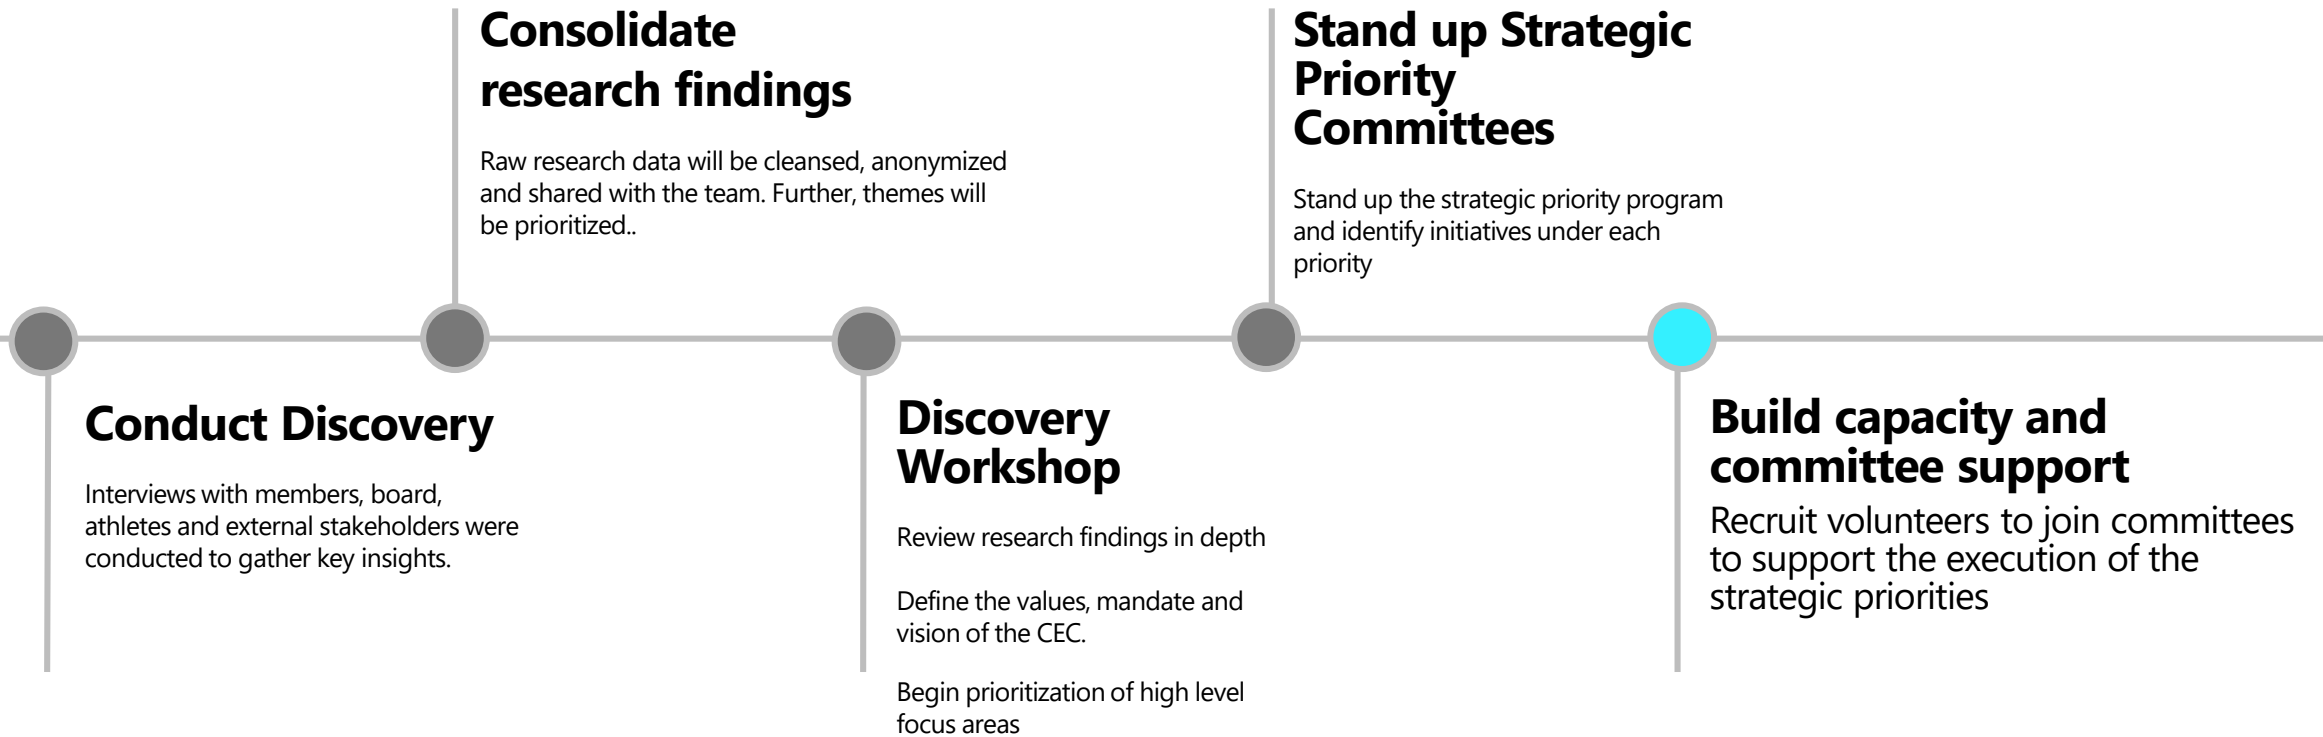 Consolidate
research findings
Raw research data will be cleansed, anonymized
and shared with the team. Further, themes will
be prioritized..
Stand up Strategic
Priority
Committees
Stand up the strategic priority program
and identify initiatives under each
priority
Conduct Discovery
Interviews with members, board,
athletes and external stakeholders were
conducted to gather key insights.
Discovery
Workshop
Review research findings in depth
Define the values, mandate and
vision of the CEC.
Begin prioritization of high level
focus areas
Build capacity and
committee support
Recruit volunteers to join committees
to support the execution of the
strategic priorities